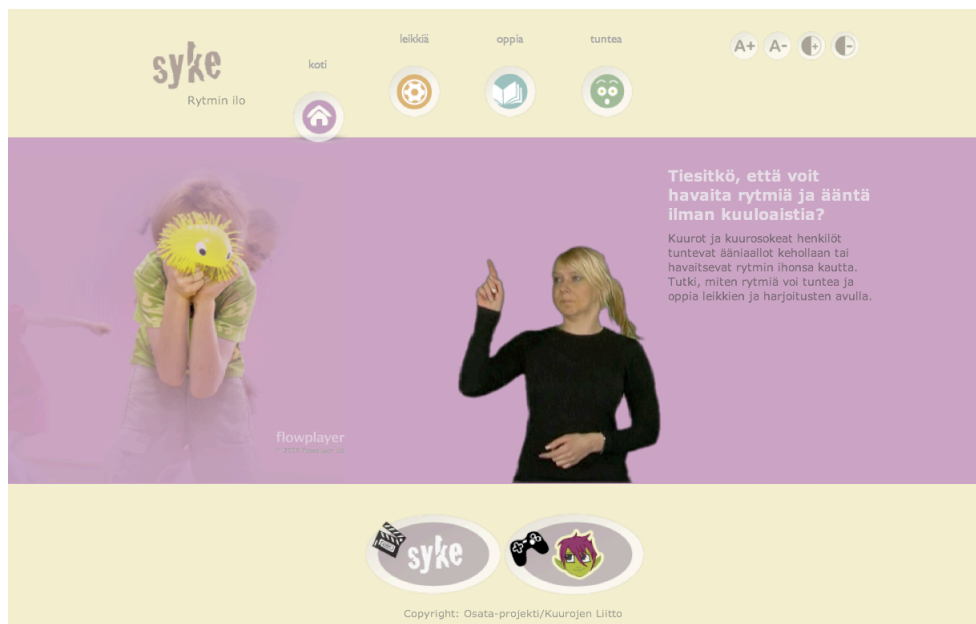 syke
Rytmin ilo
koti
leikkiä
oppia
tuntea
A+
A-
Tiesitkö, että voit
havaita rytmiä ja ääntä
ilman kuuloaistia?
Kuurot ja kuurosokeat henkilöt
tuntevat ääniaallot kehollaan tai
havaitsevat rytmin ihonsa kautta.
Tutki, miten rytmiä voi tuntea ja
oppia leikkien ja harjoitusten avulla.
flowplayer
syke
Copyright: Osata-projekti/Kuurojen Liitto